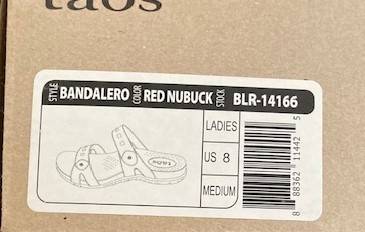 taos
STYLE BANDALERO COLOR RED NUBUCK STOCK BLR-14166
LADIES
US 8
MEDIUM
taos
8 88362 11442 5